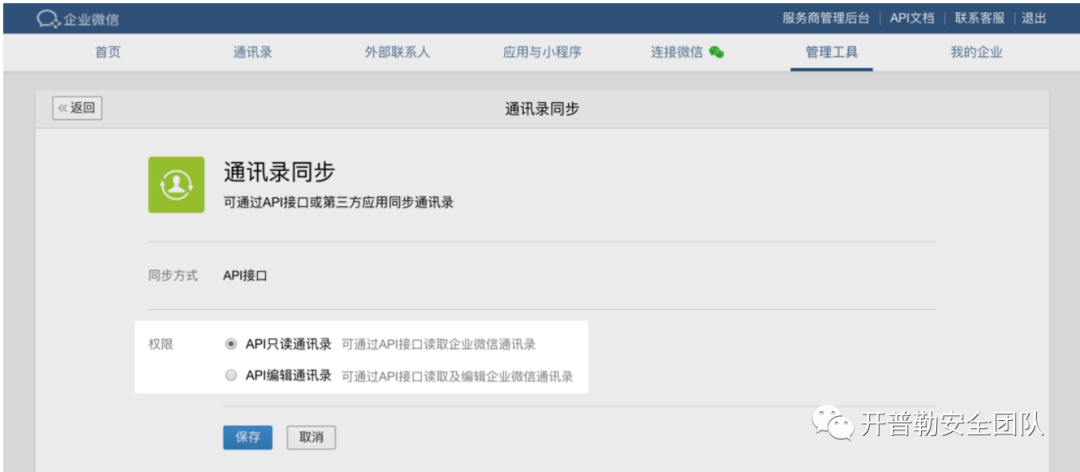 企业微信 服务商管理后台 | API文档 | 联系客服 | 退出
首页 通讯录 外部联系人 应用与小程序 连接微信 管理工具 我的企业
«返回 通讯录同步
通讯录同步
可通过API接口或第三方应用同步通讯录
同步方式 API接口
权限 API只读通讯录 可通过API接口读取企业微信通讯录
API编辑通讯录 可通过API接口读取及编辑企业微信通讯录
保存 取消
开普勒安全团队